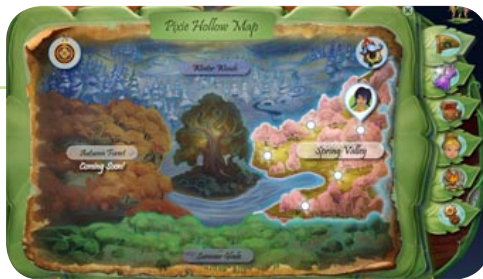 Pixie Hollow Map
Winter Woods
Autumn Forest
Coming Soon!
Spring Valley
Summer Glade